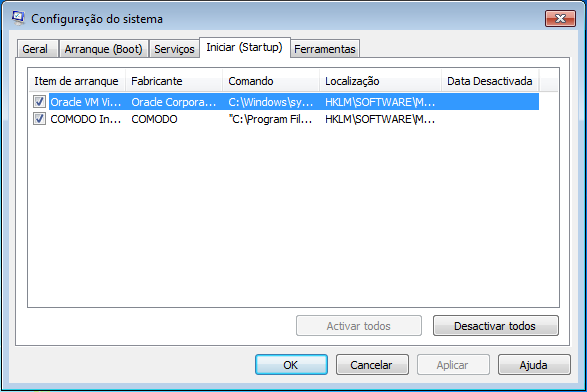 Configuração do sistema
Geral Arranque (Boot) Serviços Iniciar (Startup) Ferramentas
Item de arranque Fabricante Comando Localização Data Desactivada
Oracle VM Vi... Oracle Corpora... C:\Windows\sy... HKLM\SOFTWARE\M...
COMODO In... COMODO "C:\Program Fil... HKLM\SOFTWARE\M...
Activar todos Desactivar todos
OK Cancelar Aplicar Ajuda